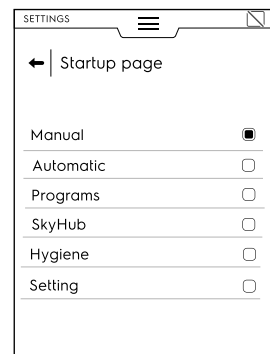 SETTINGS
Startup page
Manual
Automatic
Programs
SkyHub
Hygiene
Setting